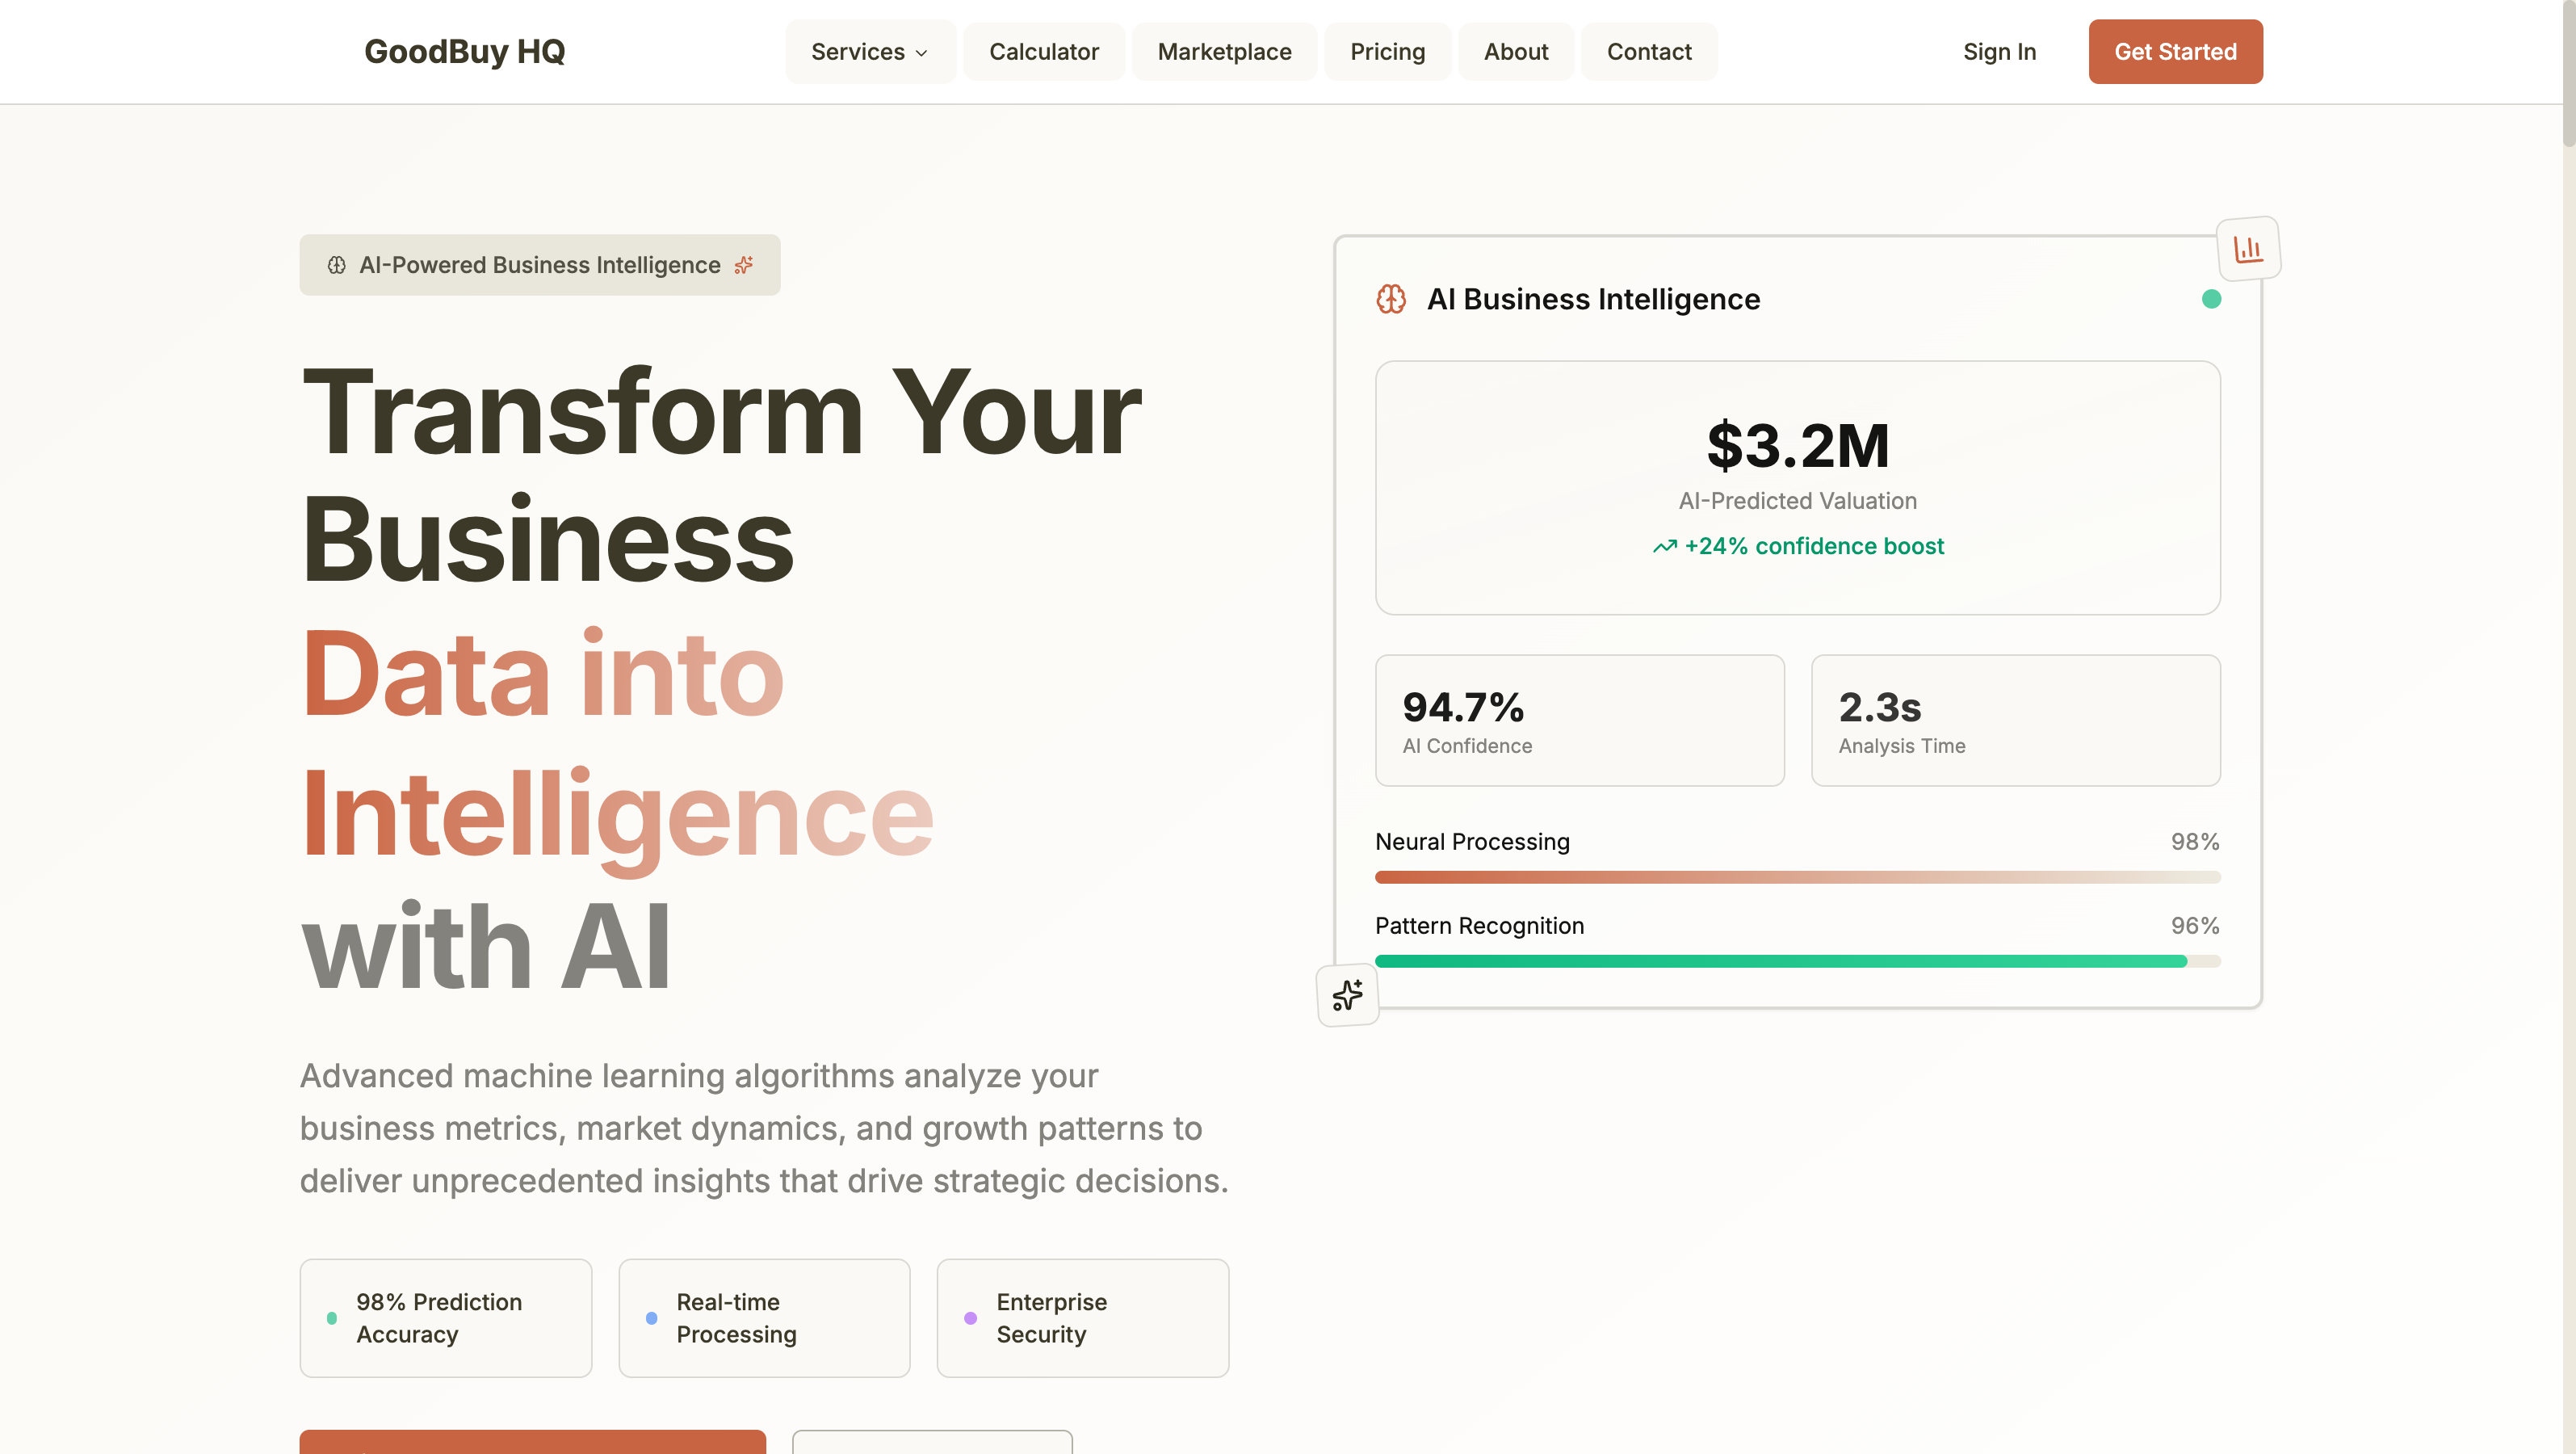 GoodBuy HQ
Services
Calculator
Marketplace
Pricing
About
Contact
Sign In
Get Started
AI-Powered Business Intelligence
Transform Your
Business
Data into
Intelligence
with AI
Advanced machine learning algorithms analyze your
business metrics, market dynamics, and growth patterns to
deliver unprecedented insights that drive strategic decisions.
98% Prediction
Accuracy
Real-time
Processing
Enterprise
Security
AI Business Intelligence
$3.2M
AI-Predicted Valuation
+24% confidence boost
94.7%
AI Confidence
2.3s
Analysis Time
Neural Processing
98%
Pattern Recognition
96%